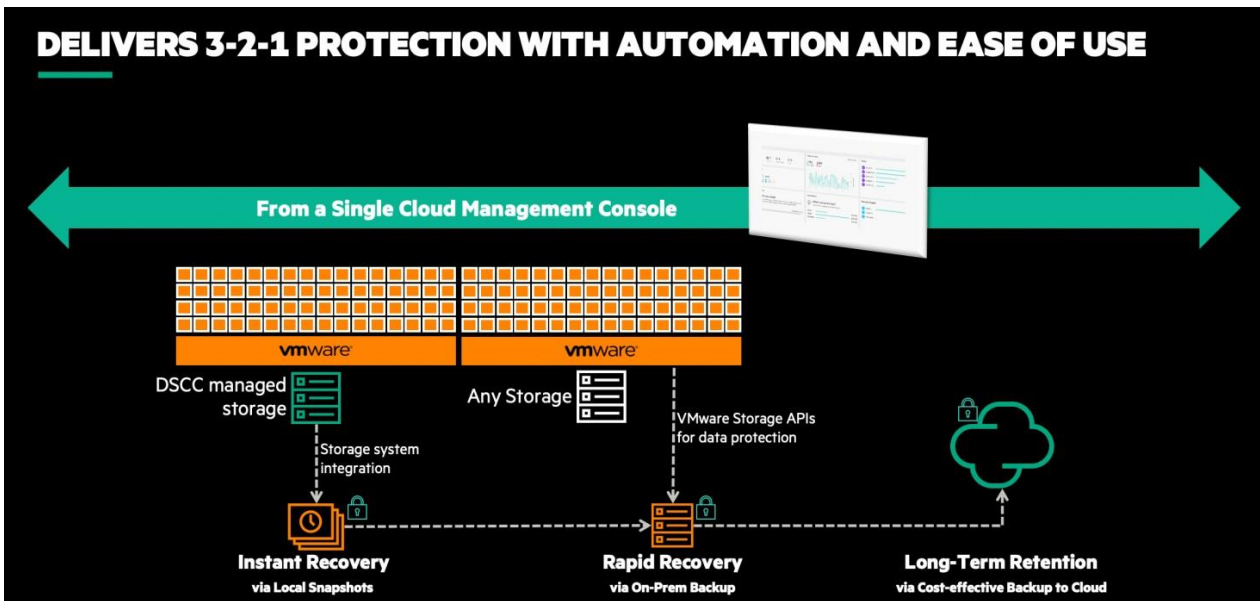 DELIVERS 3-2-1 PROTECTION WITH AUTOMATION AND EASE OF USE
From a Single Cloud Management Console
vmware
vmware
DSCC managed
storage
Any Storage
Storage system
integration
VMware Storage APIs
for data protection
Instant Recovery
via Local Snapshots
Rapid Recovery
via On-Prem Backup
Long-Term Retention
via Cost-effective Backup to Cloud